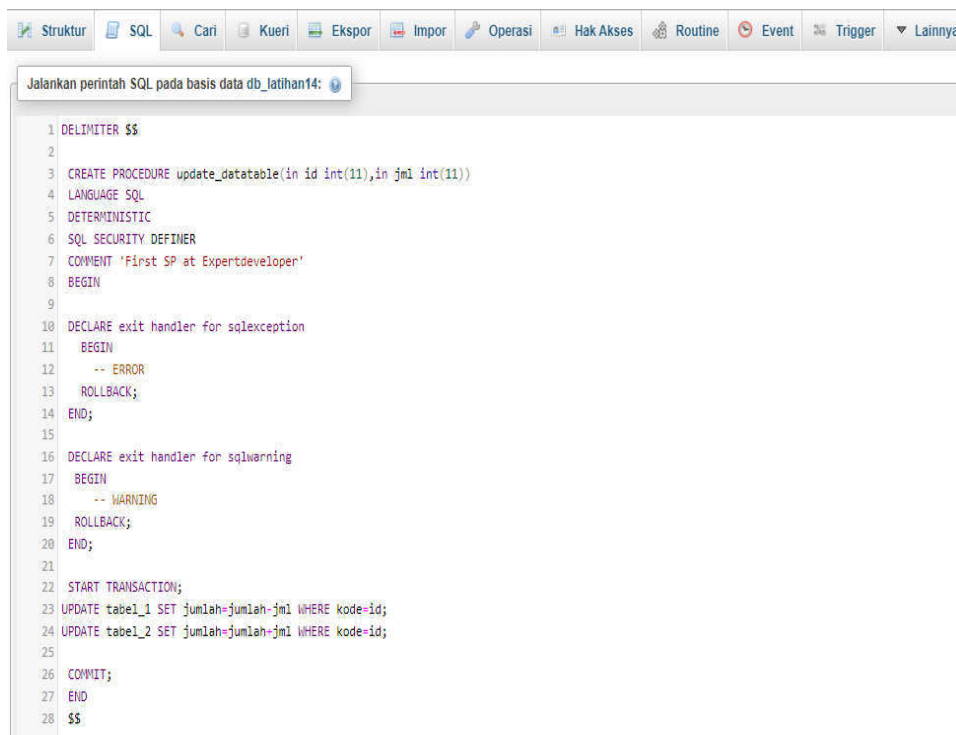 Struktur SQL Cari Kueri Ekspor Impor Operasi Hak Akses Routine Event Trigger Lainnya
Jalankan perintah SQL pada basis data db_latihan14:
1 DELIMITER $$
2
3 CREATE PROCEDURE update_datatable(in id int(11),in jml int(11))
4 LANGUAGE SQL
5 DETERMINISTIC
6 SQL SECURITY DEFINER
7 COMMENT 'First SP at Expertdeveloper'
8 BEGIN
9
10 DECLARE exit handler for sqlexception
11 BEGIN
12 -- ERROR
13 ROLLBACK;
14 END;
15
16 DECLARE exit handler for sqlwarning
17 BEGIN
18 -- WARNING
19 ROLLBACK;
20 END;
21
22 START TRANSACTION;
23 UPDATE tabel_1 SET jumlah=jumlah-jml WHERE kode=id;
24 UPDATE tabel_2 SET jumlah=jumlah+jml WHERE kode=id;
25
26 COMMIT;
27 END
28 $$